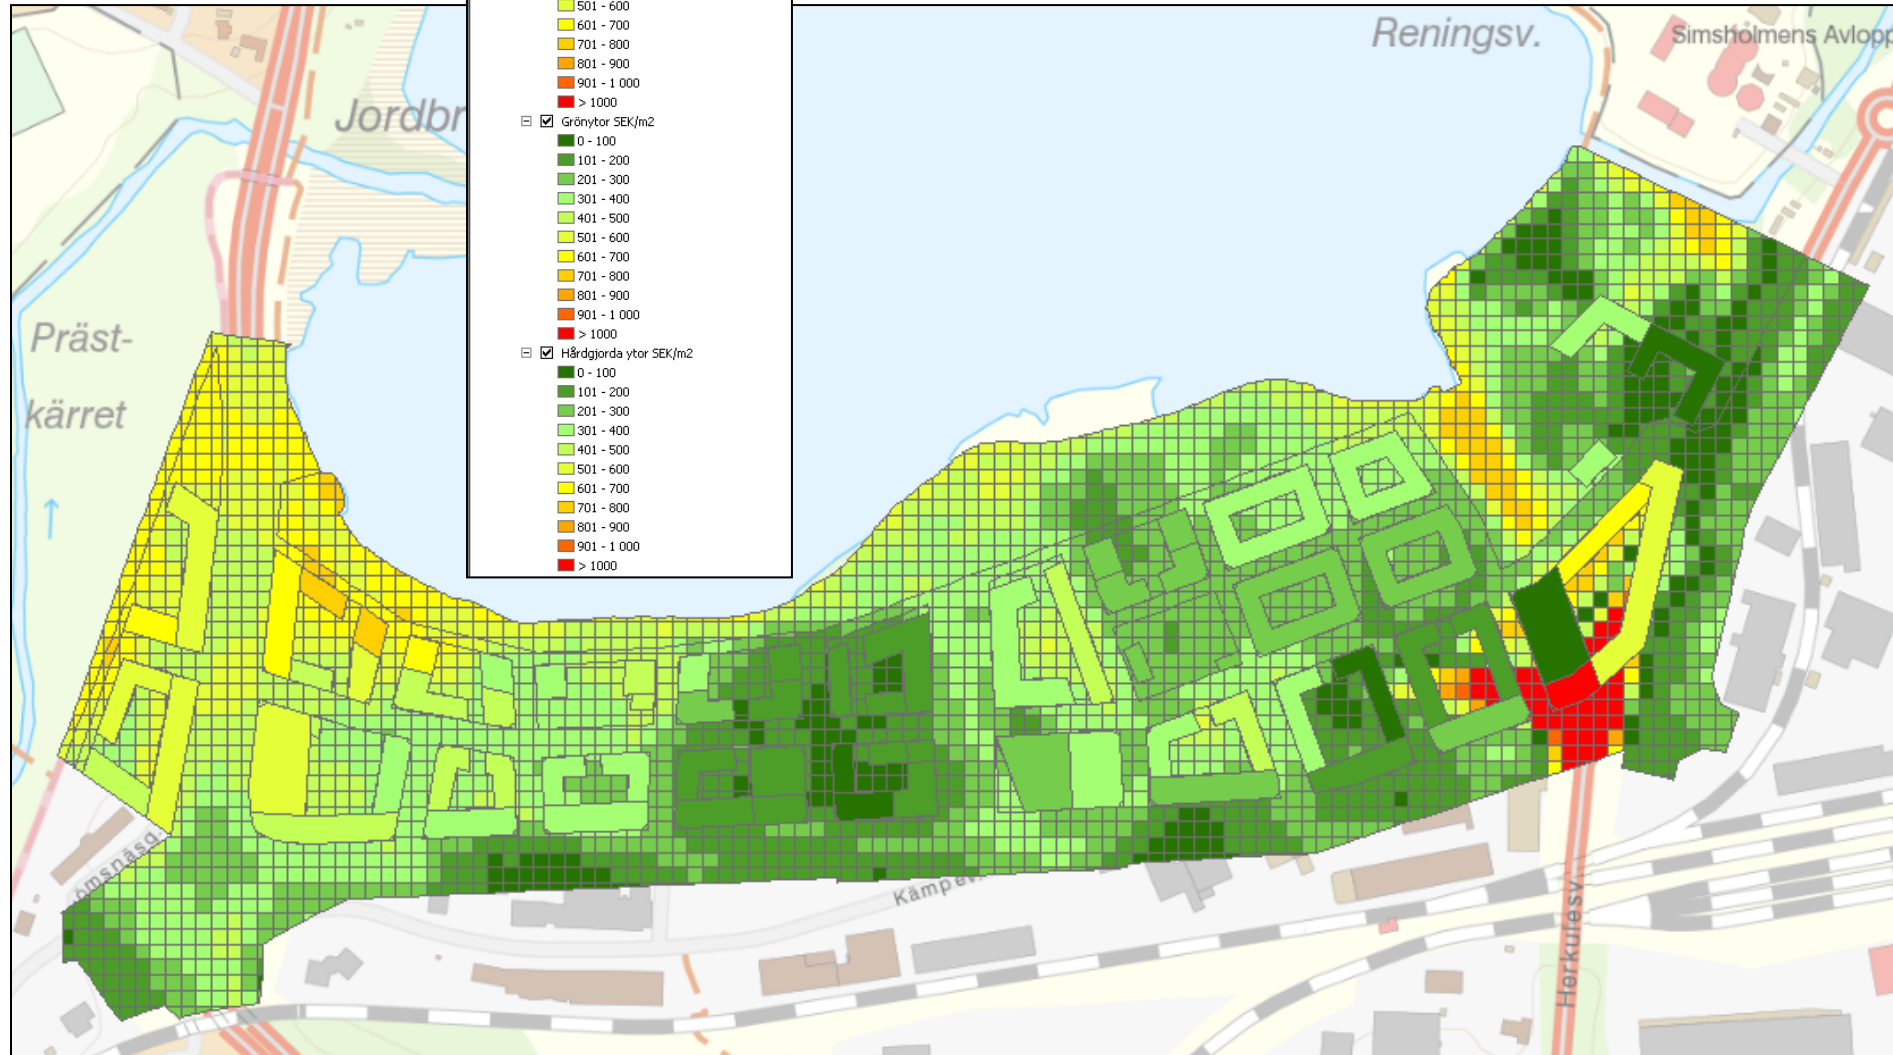 501 - 600
601 - 700
701 - 800
801 - 900
901 - 1 000
> 1000
Grönytor SEK/m2
0 - 100
101 - 200
201 - 300
301 - 400
401 - 500
501 - 600
601 - 700
701 - 800
801 - 900
901 - 1 000
> 1000
Hårdgjorda ytor SEK/m2
0 - 100
101 - 200
201 - 300
301 - 400
401 - 500
501 - 600
601 - 700
701 - 800
801 - 900
901 - 1 000
> 1000
Reningsv.
Simsholmens Avlopp
Jordbr
Präst-
kärret
ömsnäsg.
Kämpev.
Herkulesv.